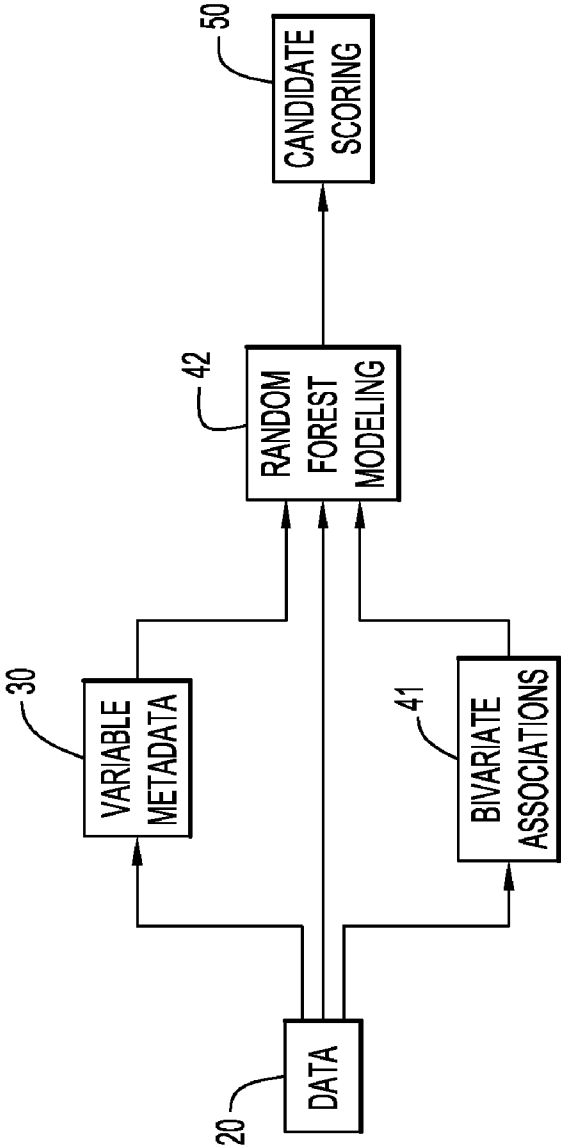 20
DATA
30
VARIABLE
METADATA
41
BIVARIATE
ASSOCIATIONS
42
RANDOM
FOREST
MODELING
50
CANDIDATE
SCORING